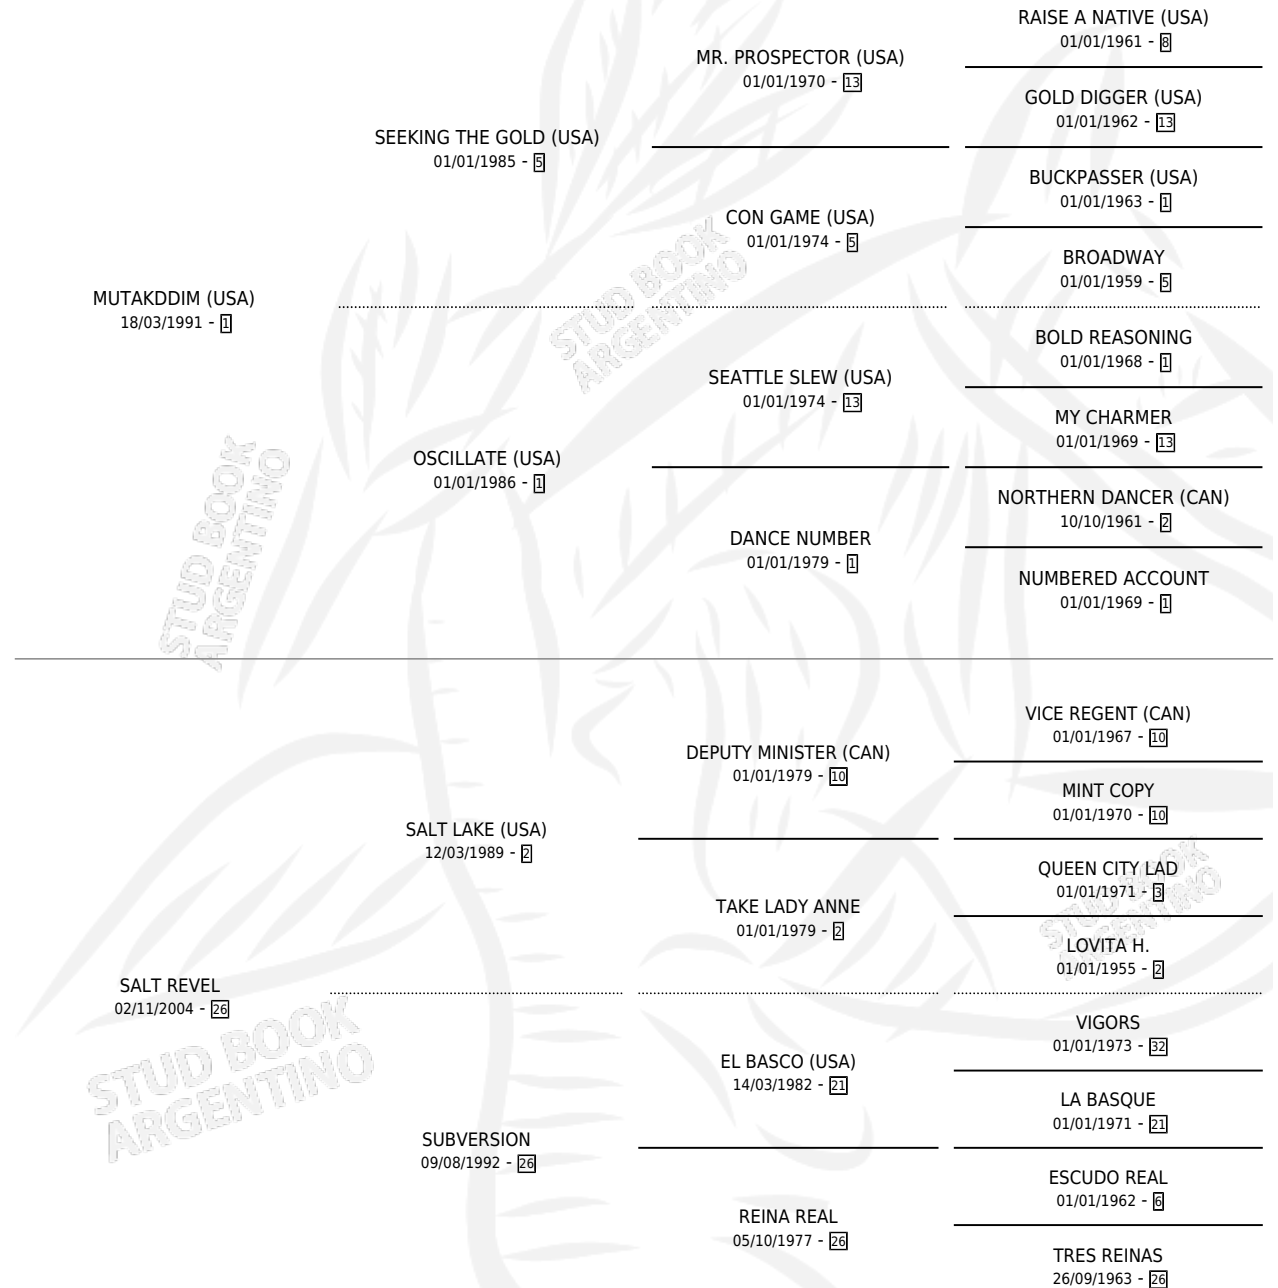 RAISE A NATIVE (USA)
01/01/1961 - 8
MR. PROSPECTOR (USA)
01/01/1970 - 13
GOLD DIGGER (USA)
01/01/1962 - 13
SEEKING THE GOLD (USA)
01/01/1985 - 5
BUCKPASSER (USA)
01/01/1963 - 1
CON GAME (USA)
01/01/1974 - 5
BROADWAY
01/01/1959 - 5
MUTAKDDIM (USA)
18/03/1991 - 1
BOLD REASONING
01/01/1968 - 1
SEATTLE SLEW (USA)
01/01/1974 - 13
MY CHARMER
01/01/1969 - 13
OSCILLATE (USA)
01/01/1986 - 1
NORTHERN DANCER (CAN)
10/10/1961 - 2
DANCE NUMBER
01/01/1979 - 1
NUMBERED ACCOUNT
01/01/1969 - 1
VICE REGENT (CAN)
01/01/1967 - 10
DEPUTY MINISTER (CAN)
01/01/1979 - 10
MINT COPY
01/01/1970 - 10
SALT LAKE (USA)
12/03/1989 - 2
QUEEN CITY LAD
01/01/1971 - 3
TAKE LADY ANNE
01/01/1979 - 2
LOVITA H.
01/01/1955 - 2
SALT REVEL
02/11/2004 - 26
VIGORS
01/01/1973 - 32
EL BASCO (USA)
14/03/1982 - 21
LA BASQUE
01/01/1971 - 21
SUBVERSION
09/08/1992 - 26
ESCUDO REAL
01/01/1962 - 6
REINA REAL
05/10/1977 - 26
TRES REINAS
26/09/1963 - 26
STUD BOOK
ARGENTINO
STUD BOOK
ARGENTINO
STUD BOOK
ARGENTINO
STUD BOOK
ARGENTINO